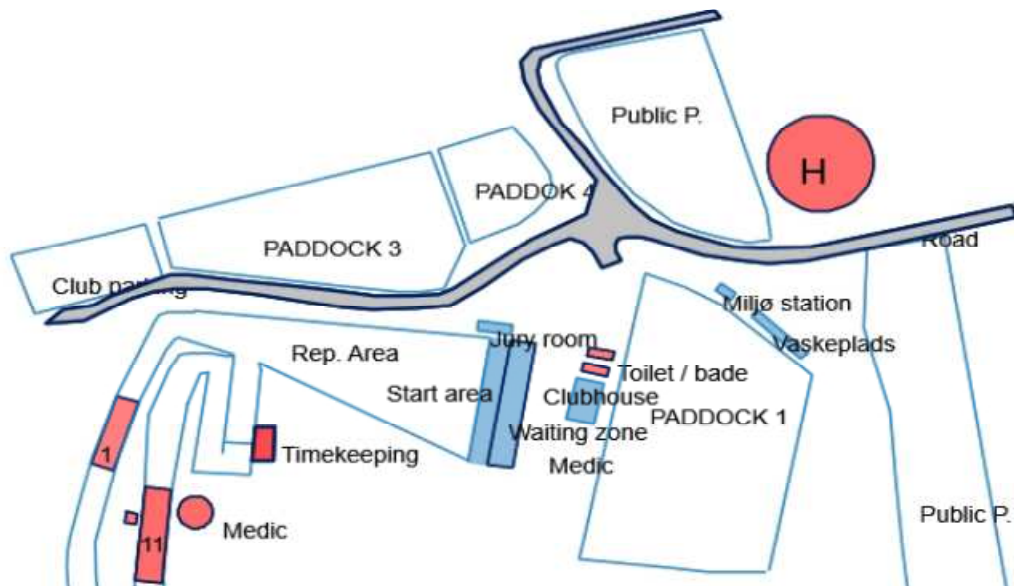 Public P.
H
PADDOK 4
PADDOCK 3
Road
Club parking
Miljø station
Jury room
Vaskeplads
Rep. Area
Toilet / bade
Start area
Clubhouse
PADDOCK 1
Waiting zone
Timekeeping
Medic
1
Public P.
Medic
11